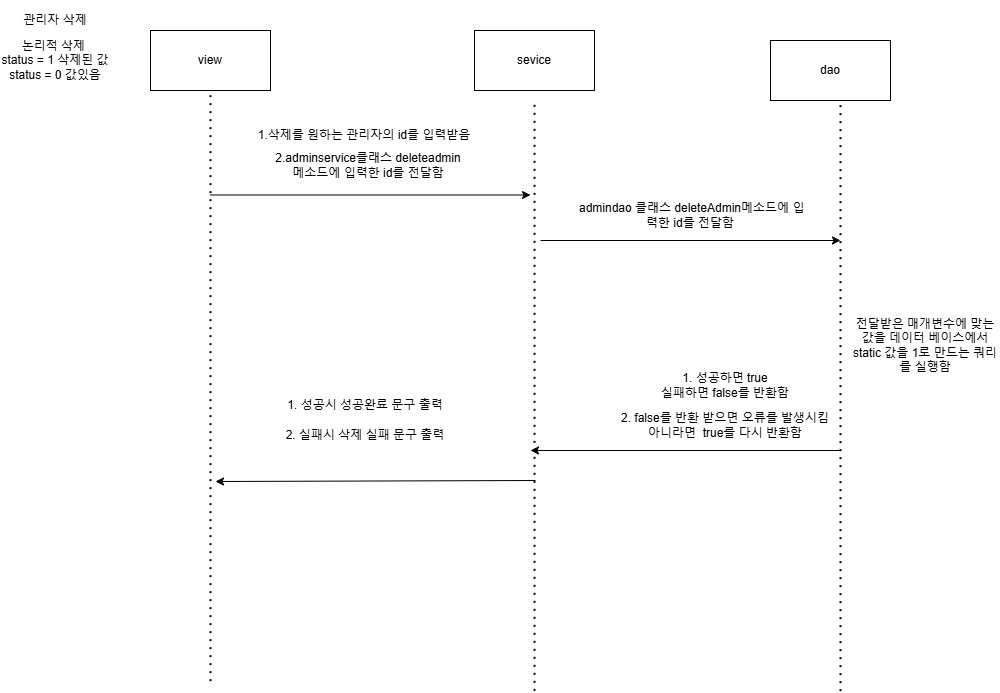 관리자 삭제
논리적 삭제
status = 1 삭제된 값
status = 0 값있음
view
sevice
dao
1.삭제를 원하는 관리자의 id를 입력받음
2.adminservice클래스 deleteadmin
메소드에 입력한 id를 전달함
admindao 클래스 deleteAdmin메소드에 입
력한 id를 전달함
전달받은 매개변수에 맞는
값을 데이터 베이스에서
static 값을 1로 만드는 쿼리
를 실행함
1. 성공하면 true
실패하면 false를 반환함
2. false를 반환 받으면 오류를 발생시킴
아니라면 true를 다시 반환함
1. 성공시 성공완료 문구 출력
2. 실패시 삭제 실패 문구 출력